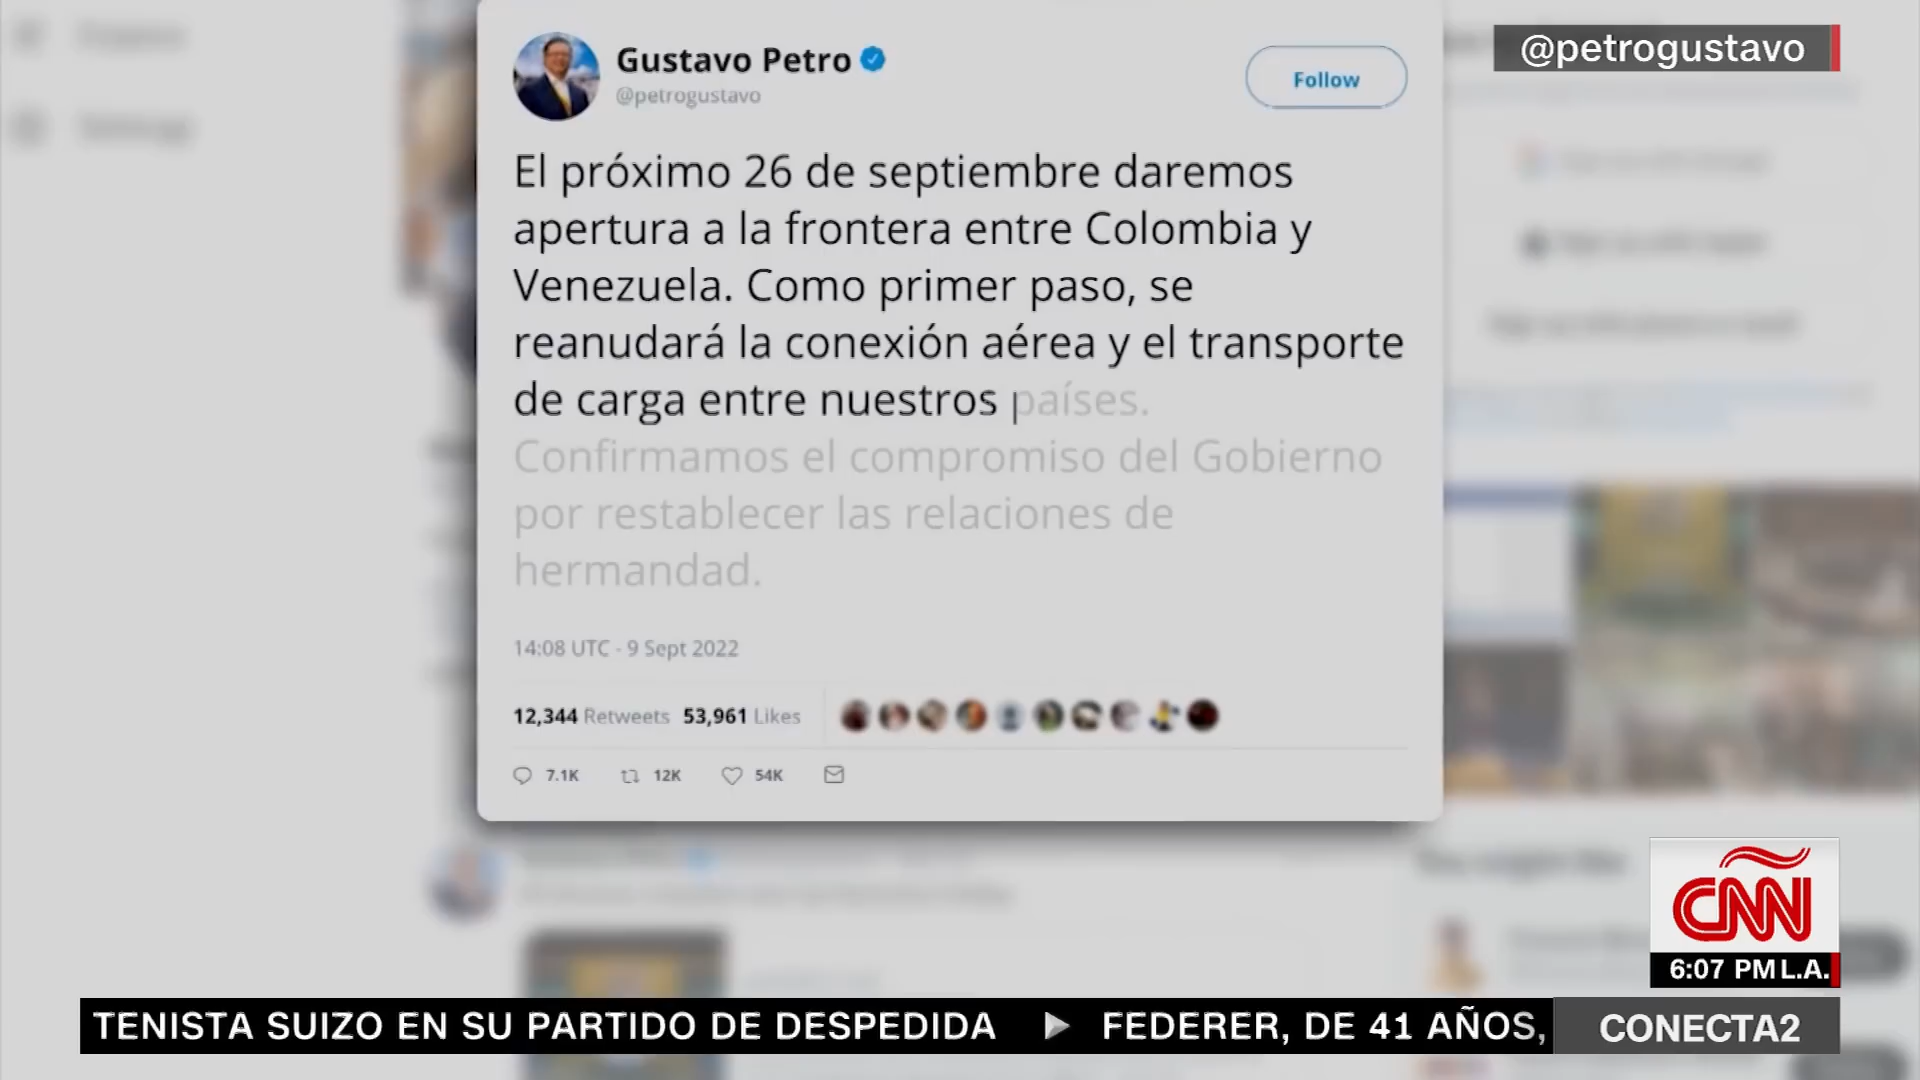 @petrogustavo
Gustavo Petro
@petrogustavo
Follow
El próximo 26 de septiembre daremos
apertura a la frontera entre Colombia y
Venezuela. Como primer paso, se
reanudará la conexión aérea y el transporte
de carga entre nuestros países.
Confirmamos el compromiso del Gobierno
por restablecer las relaciones de
hermandad.
14:08 UTC - 9 Sept 2022
12,344 Retweets 53,961 Likes
7.1K 12K 54K
CNN
6:07 PM L.A.
TENISTA SUIZO EN SU PARTIDO DE DESPEDIDA ▶ FEDERER, DE 41 AÑOS,
CONECTA2